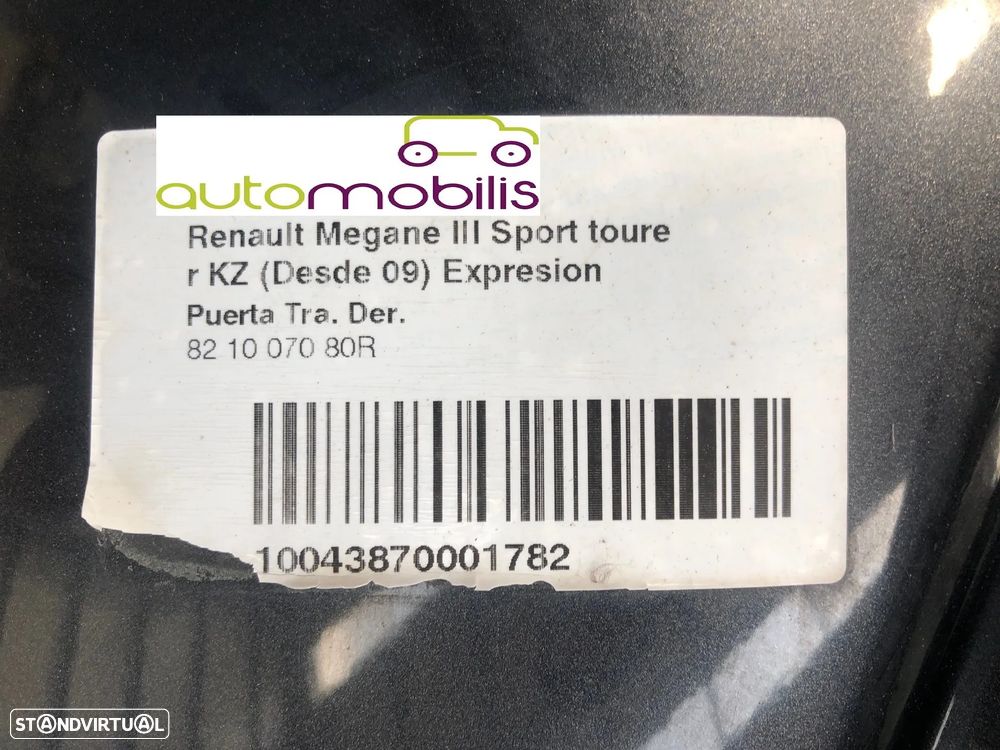 automobilis
Renault Megane III Sport toure
r KZ (Desde 09) Expresion
Puerta Tra. Der.
82 10 070 80R
10043870001782
STANDVIRTUAL